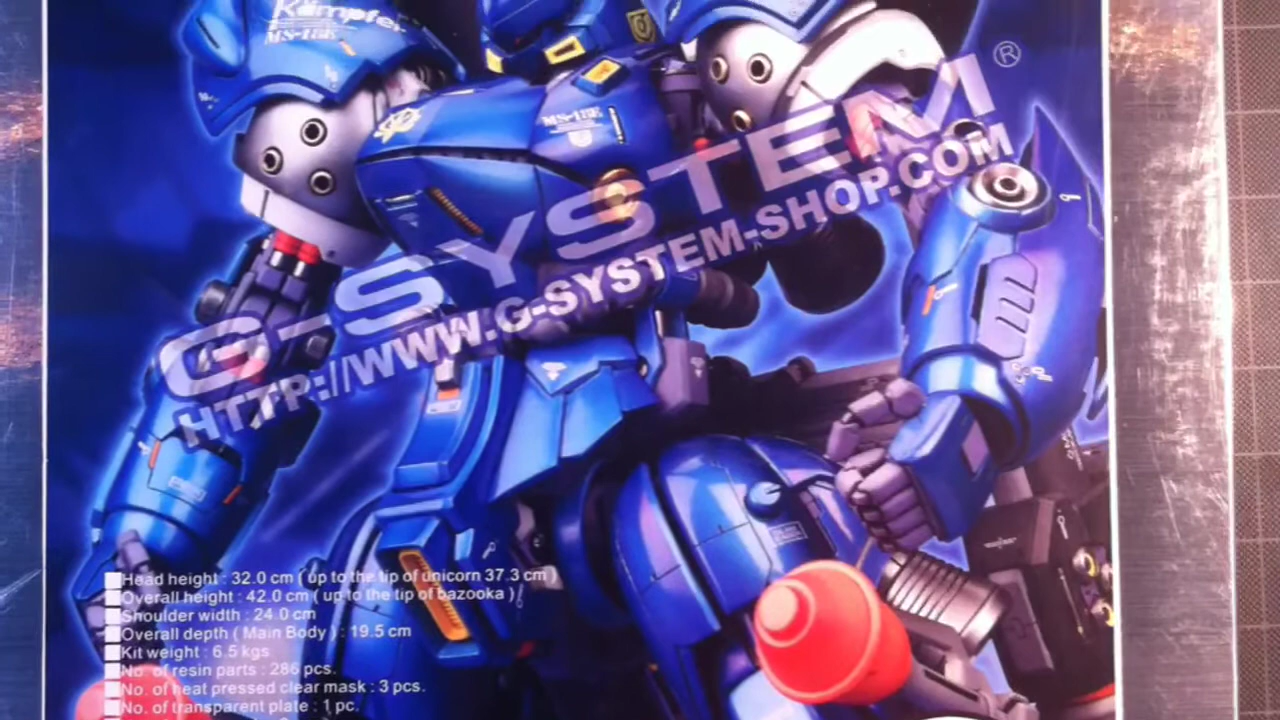 Kämpfer
MS-18E
MS-18E
G-SYSTEM®
HTTP://WWW.G-SYSTEM-SHOP.COM
Head height : 32.0 cm ( up to the tip of unicorn 37.3 cm )
Overall height : 42.0 cm ( up to the tip of bazooka )
Shoulder width : 24.0 cm
Overall depth ( Main Body ) : 19.5 cm
Kit weight : 6.5 kgs
No. of resin parts : 286 pcs.
No. of heat pressed clear mask : 3 pcs.
No. of transparent plate : 1 pc.